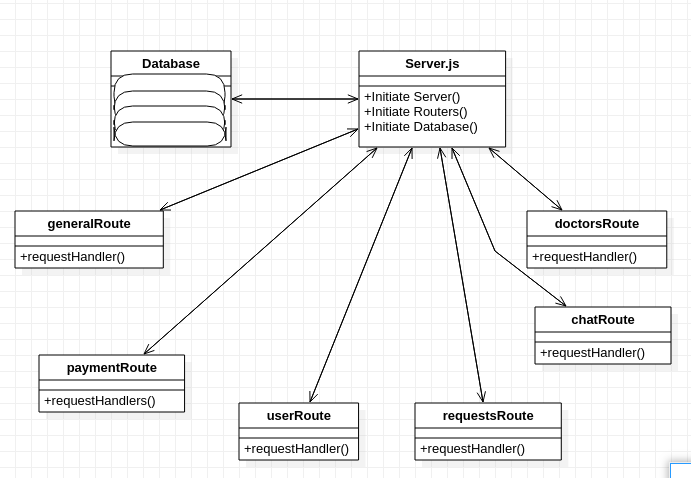 Database
Server.js
+Initiate Server()
+Initiate Routers()
+Initiate Database()
generalRoute
+requestHandler()
doctorsRoute
+requestHandler()
chatRoute
+requestHandler()
paymentRoute
+requestHandlers()
userRoute
+requestHandler()
requestsRoute
+requestHandler()